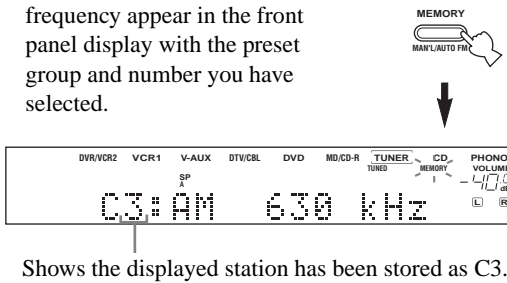 frequency appear in the front
panel display with the preset
group and number you have
selected.
MEMORY
MAN'L/AUTO FM
DVR/VCR2 VCR1 V-AUX DTV/CBL DVD MD/CD-R TUNER CD PHONO
TUNED MEMORY VOLUME
SP
A
C3:AM 630 kHz
L R
Shows the displayed station has been stored as C3.